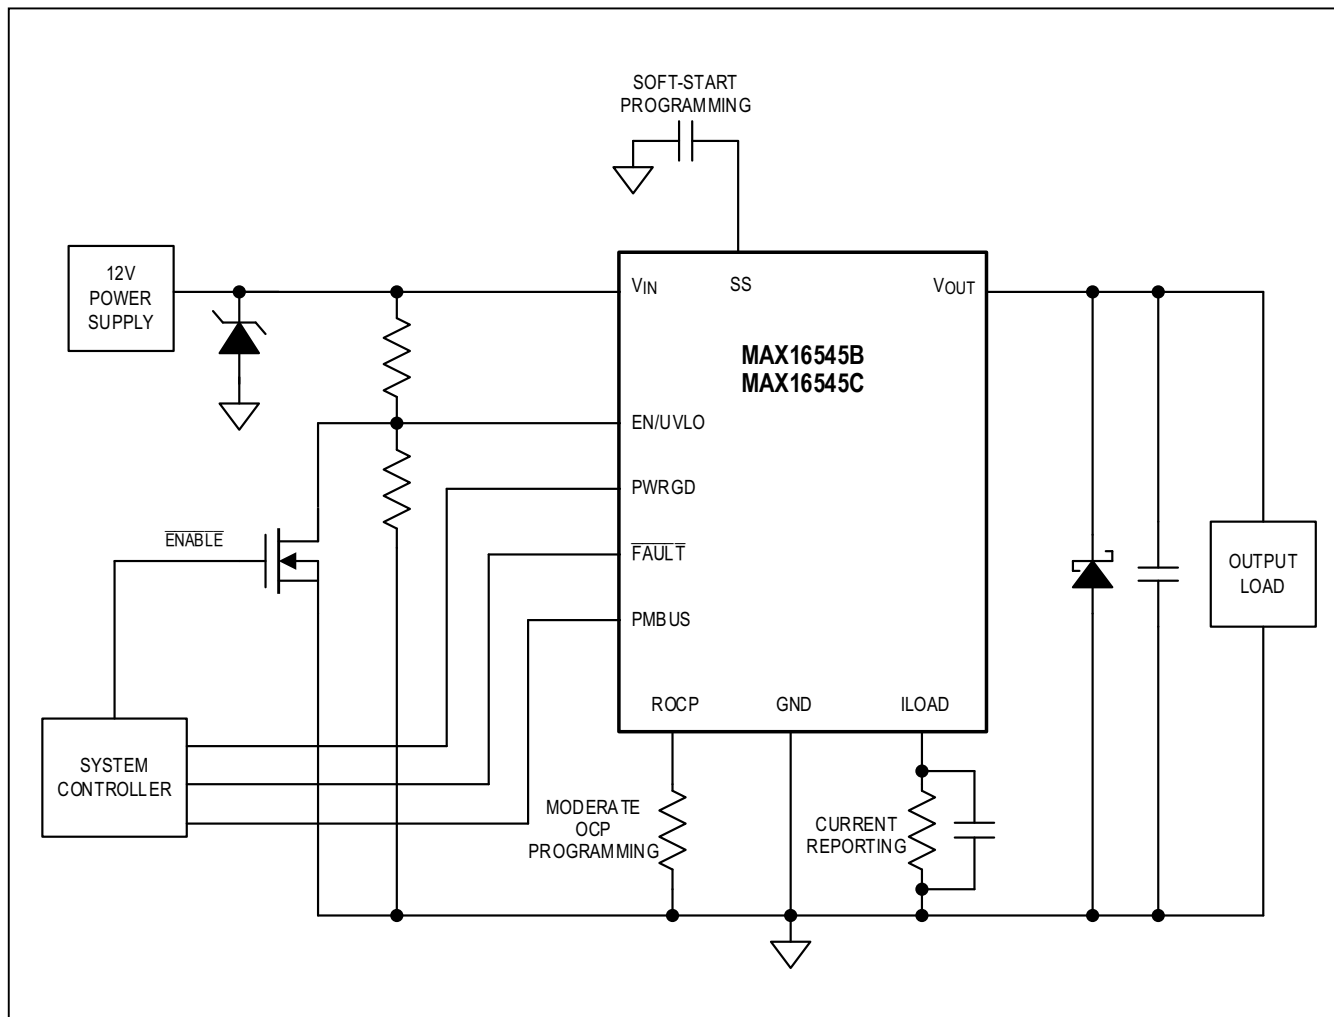 SOFT-START
PROGRAMMING
12V
POWER
SUPPLY
VIN
SS
VOUT
MAX16545B
MAX16545C
EN/UVLO
PWRGD
ENABLE
FAULT
OUTPUT
LOAD
PMBUS
ROCP
GND
ILOAD
SYSTEM
CONTROLLER
MODERATE
OCP
PROGRAMMING
CURRENT
REPORTING